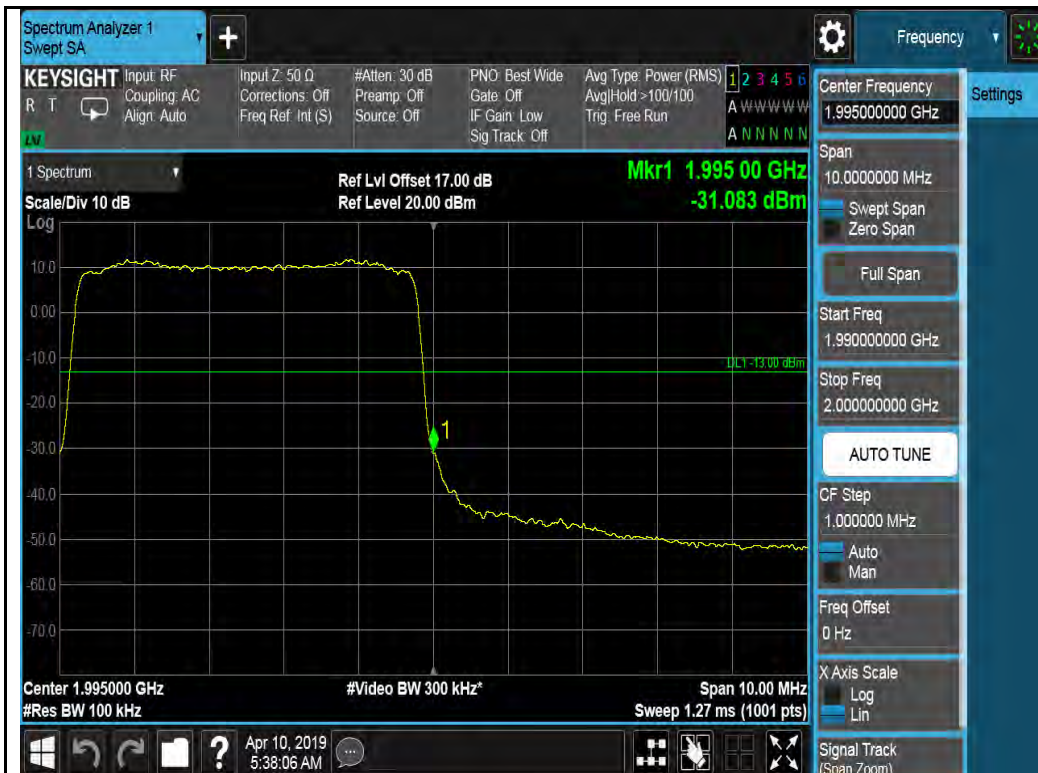 Spectrum Analyzer 1
Swept SA
+
Frequency
KEYSIGHT
R T
LV
Input: RF
Coupling: AC
Align: Auto
Input Z: 50 Ω
Corrections: Off
Freq Ref: Int (S)
#Atten: 30 dB
Preamp: Off
Source: Off
PNO: Best Wide
Gate: Off
IF Gain: Low
Sig Track: Off
Avg Type: Power (RMS)
Avg|Hold >100/100
Trig: Free Run
1 2 3 4 5 6
A W W W W W
A N N N N N
1 Spectrum
Scale/Div 10 dB
Log
Ref Lvl Offset 17.00 dB
Ref Level 20.00 dBm
Mkr1 1.995 00 GHz
-31.083 dBm
10.0
0.00
-10.0
-20.0
-30.0
-40.0
-50.0
-60.0
-70.0
DL1 -13.00 dBm
1
Center 1.995000 GHz
#Res BW 100 kHz
#Video BW 300 kHz*
Span 10.00 MHz
Sweep 1.27 ms (1001 pts)
Center Frequency
1.995000000 GHz
Settings
Span
10.0000000 MHz
Swept Span
Zero Span
Full Span
Start Freq
1.990000000 GHz
Stop Freq
2.000000000 GHz
AUTO TUNE
CF Step
1.000000 MHz
Auto
Man
Freq Offset
0 Hz
X Axis Scale
Log
Lin
Signal Track
(Span Zoom)
?
Apr 10, 2019
5:38:06 AM